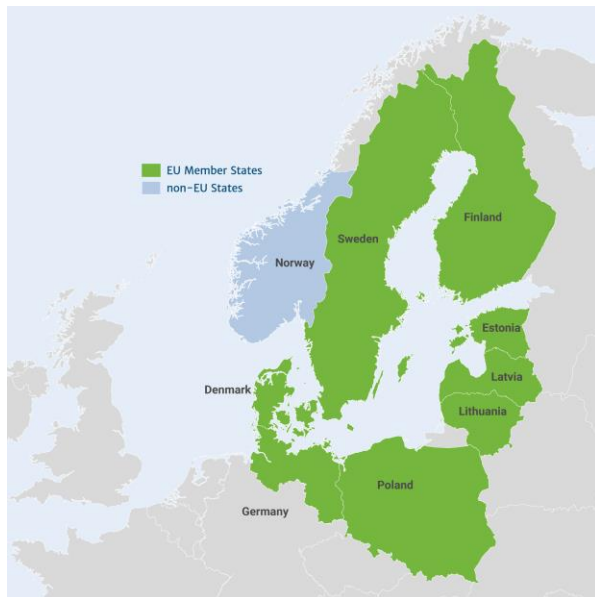 EU Member States
non-EU States
Finland
Sweden
Norway
Estonia
Latvia
Denmark
Lithuania
Poland
Germany